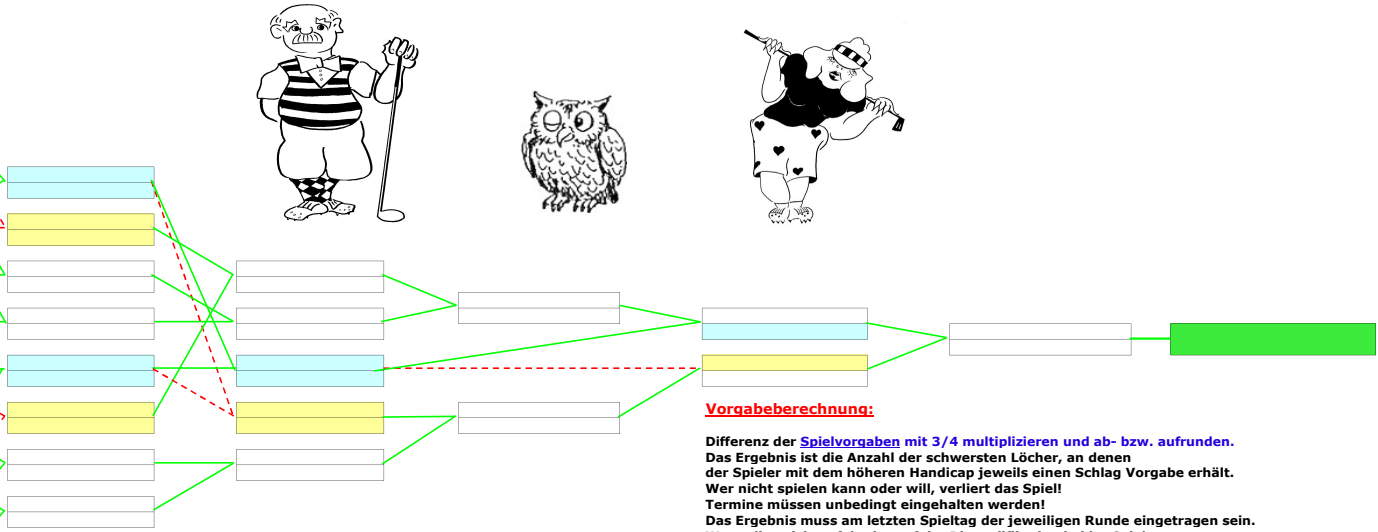 Vorgabeberechnung:
Differenz der Spielvorgaben mit 3/4 multiplizieren und ab- bzw. aufrunden.
Das Ergebnis ist die Anzahl der schwersten Löcher, an denen
der Spieler mit dem höheren Handicap jeweils einen Schlag Vorgabe erhält.
Wer nicht spielen kann oder will, verliert das Spiel!
Termine müssen unbedingt eingehalten werden!
Das Ergebnis muss am letzten Spieltag der jeweiligen Runde eingetragen sein.